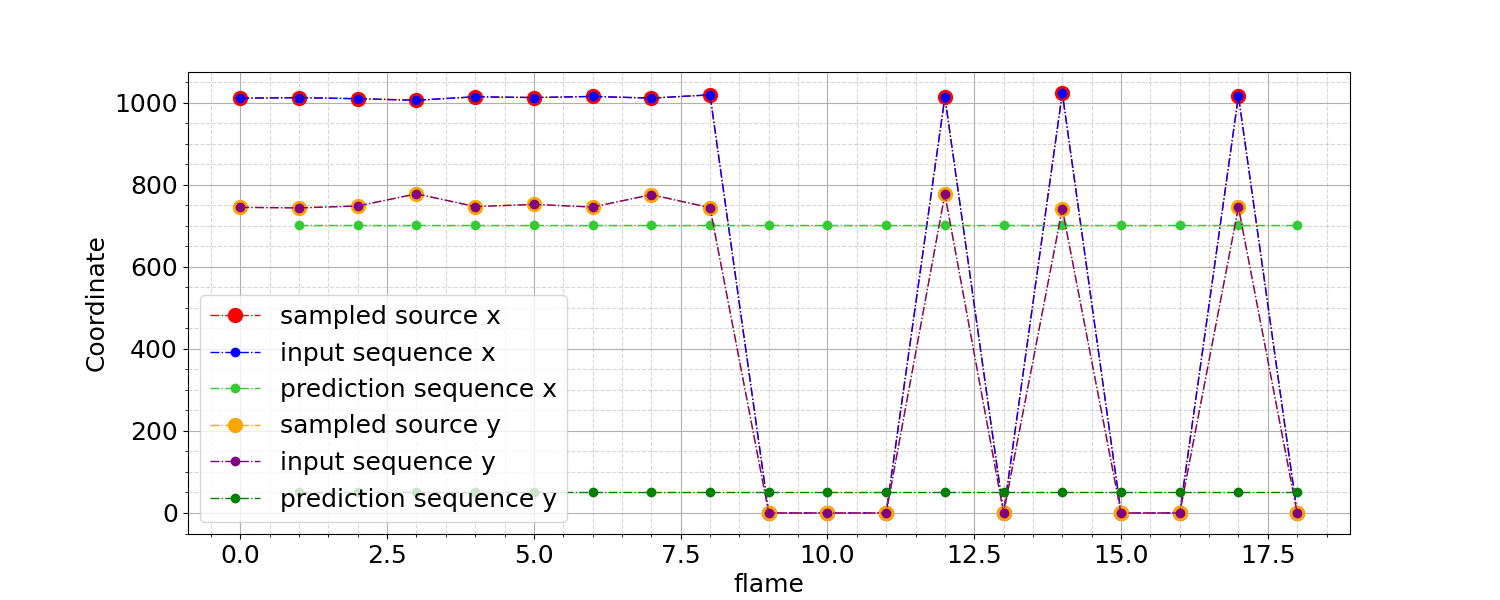 1000
800
600
400
200
0
Coordinate
sampled source x
input sequence x
prediction sequence x
sampled source y
input sequence y
prediction sequence y
0.0 2.5 5.0 7.5 10.0 12.5 15.0 17.5
flame